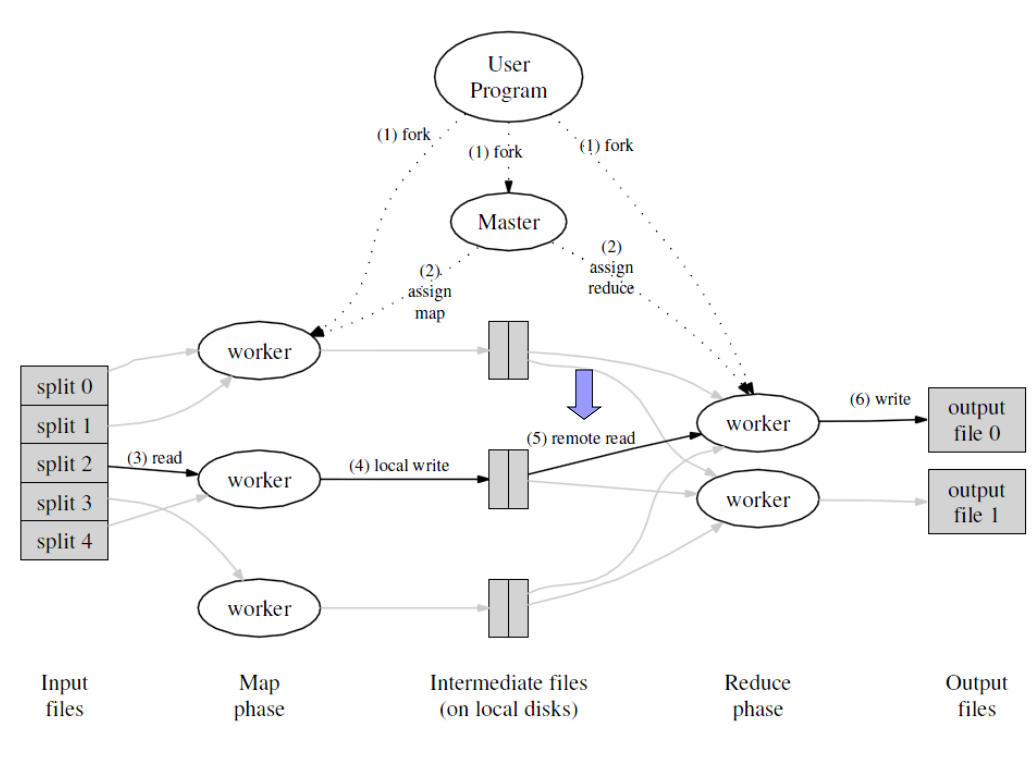 User
Program
(1) fork
(1) fork
(1) fork
Master
(2)
assign
map
(2)
assign
reduce
worker
split 0
split 1
split 2
split 3
split 4
(3) read
worker
(4) local write
(5) remote read
worker
worker
worker
(6) write
output
file 0
output
file 1
Input
files
Map
phase
Intermediate files
(on local disks)
Reduce
phase
Output
files